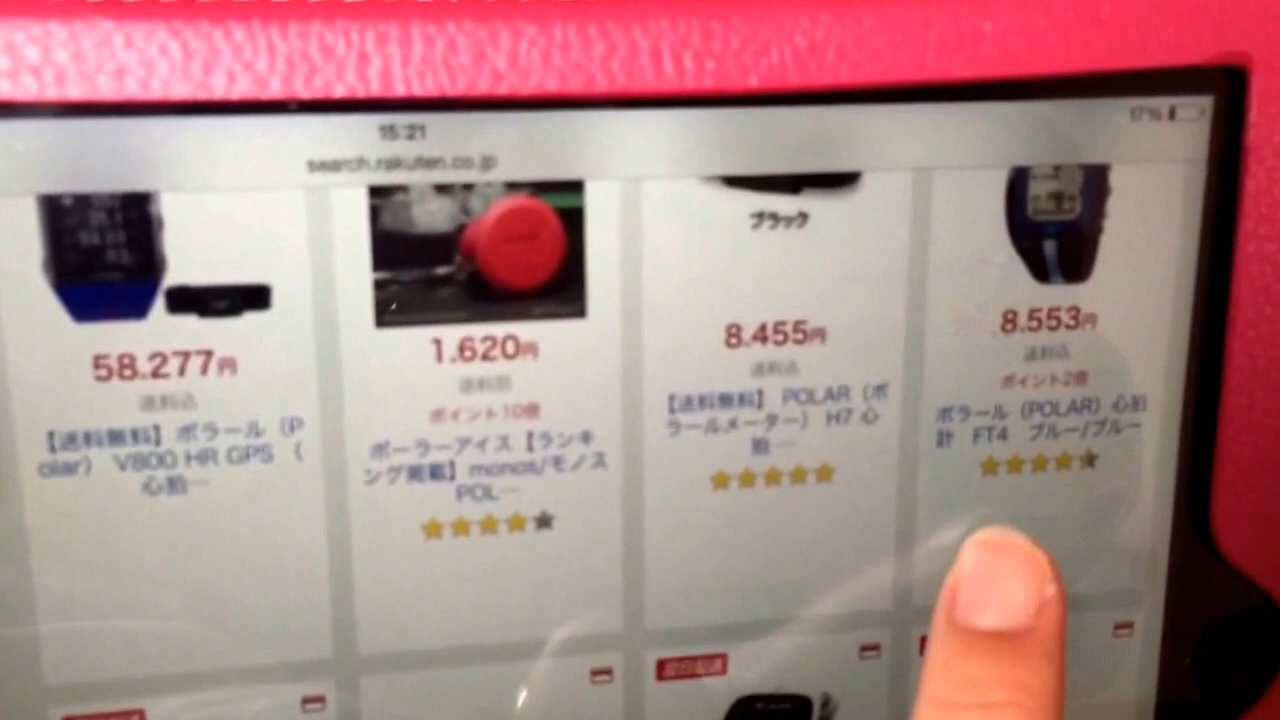 15:21
17%
search.rakuten.co.jp
58,277円
送料込
【送料無料】ポラール（P
olar） V800 HR GPS （
心拍…
1,620円
送料別
ポイント10倍
ポーラーアイス【ランキ
ング掲載】monos/モノス
POL…
ブラック
8,455円
送料込
【送料無料】 POLAR（ポ
ラールメーター） H7 心
拍…
8,553円
送料込
ポイント2倍
ポラール（POLAR）心拍
計 FT4 ブルー/ブルー
翌日配送